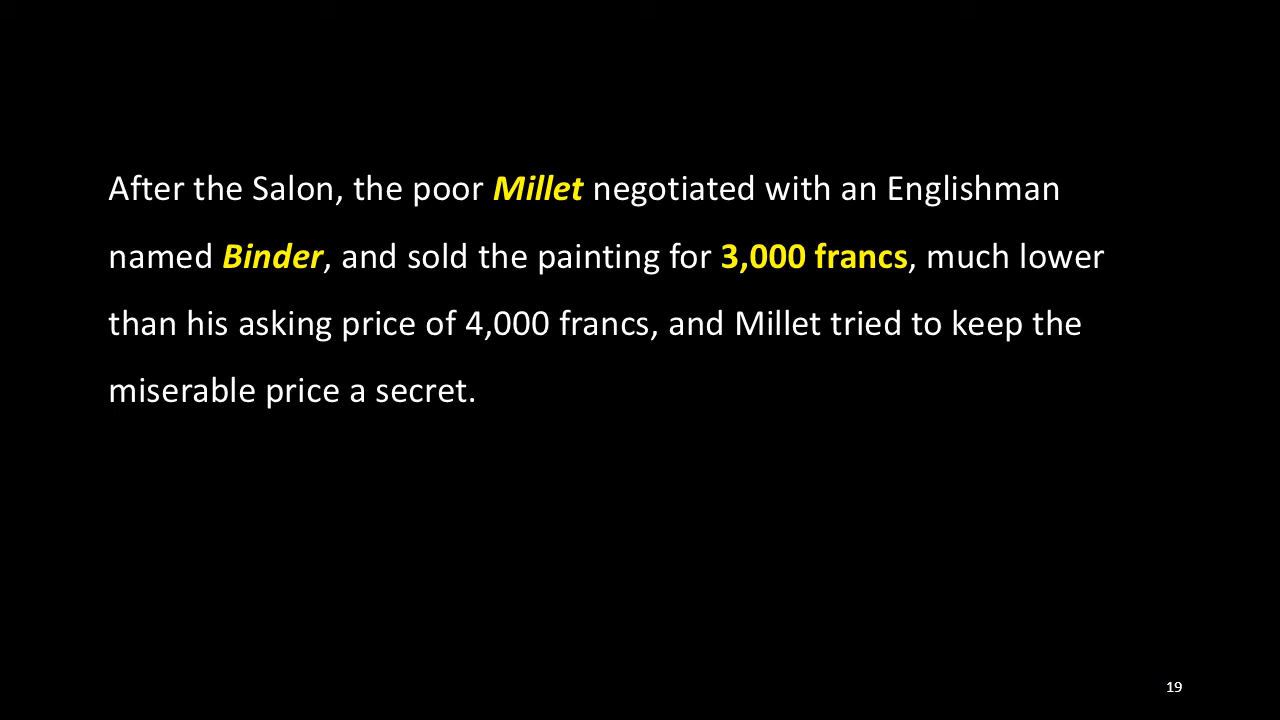 After the Salon, the poor Millet negotiated with an Englishman
named Binder, and sold the painting for 3,000 francs, much lower
than his asking price of 4,000 francs, and Millet tried to keep the
miserable price a secret.
19